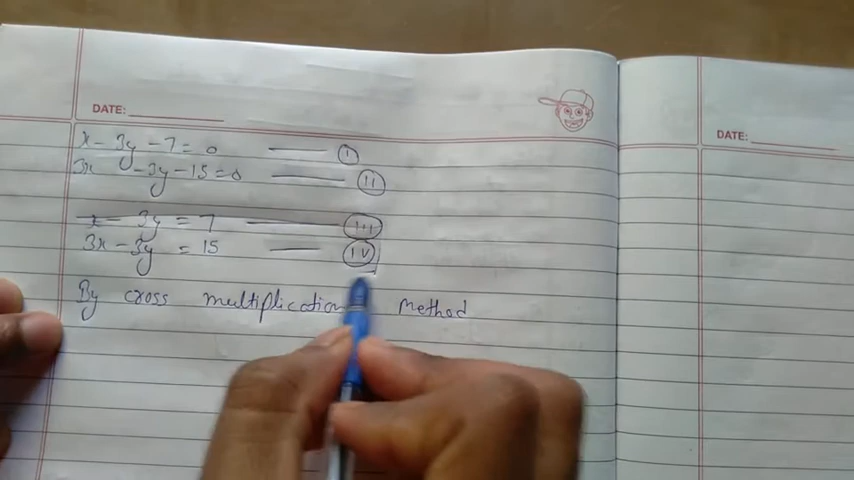 DATE:
x - 3y - 7 = 0 ——— (i)
3x - 3y - 15 = 0 ——— (ii)
x - 3y = 7 ——— (iii)
3x - 3y = 15 ——— (iv)
By cross multiplication Method
DATE: